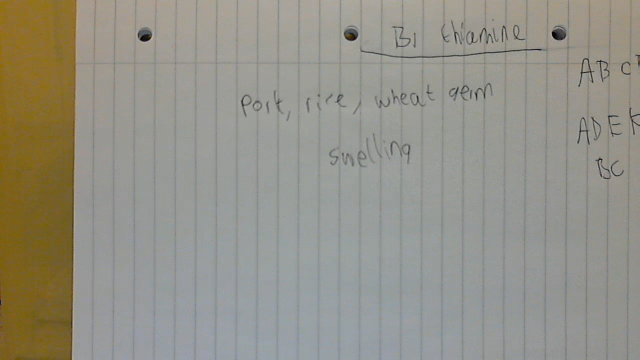 B1 thiamine
pork, rice, wheat germ
swelling
ABC
ADEK
BC